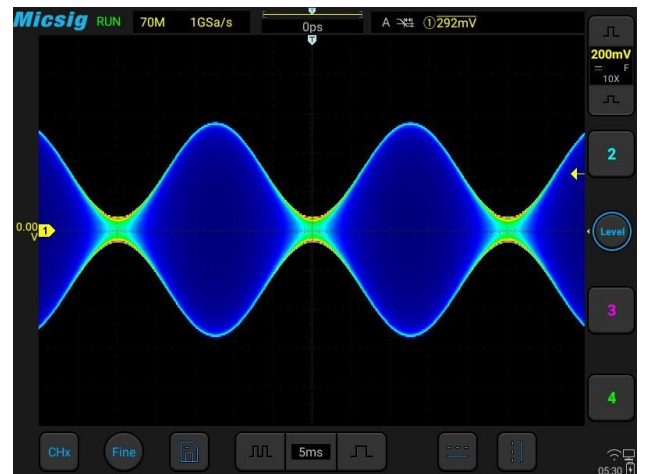 Micsig RUN 70M 1GSa/s 0ps A ①292mV
T
200mV
F
10X
2
0.00
V
1
Level
3
4
CHx Fine 5ms
05:30